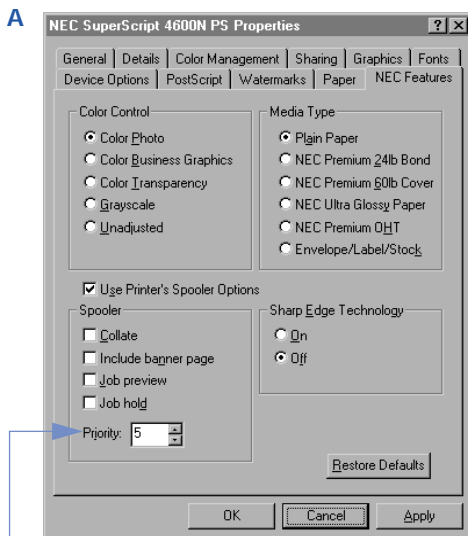 A
NEC SuperScript 4600N PS Properties
General Details Color Management Sharing Graphics Fonts
Device Options PostScript Watermarks Paper NEC Features
Color Control
Color Photo
Color Business Graphics
Color Transparency
Grayscale
Unadjusted
Media Type
Plain Paper
NEC Premium 24lb Bond
NEC Premium 60lb Cover
NEC Ultra Glossy Paper
NEC Premium OHT
Envelope/Label/Stock
Use Printer's Spooler Options
Spooler
Collate
Include banner page
Job preview
Job hold
Priority: 5
Sharp Edge Technology
On
Off
Restore Defaults
OK Cancel Apply